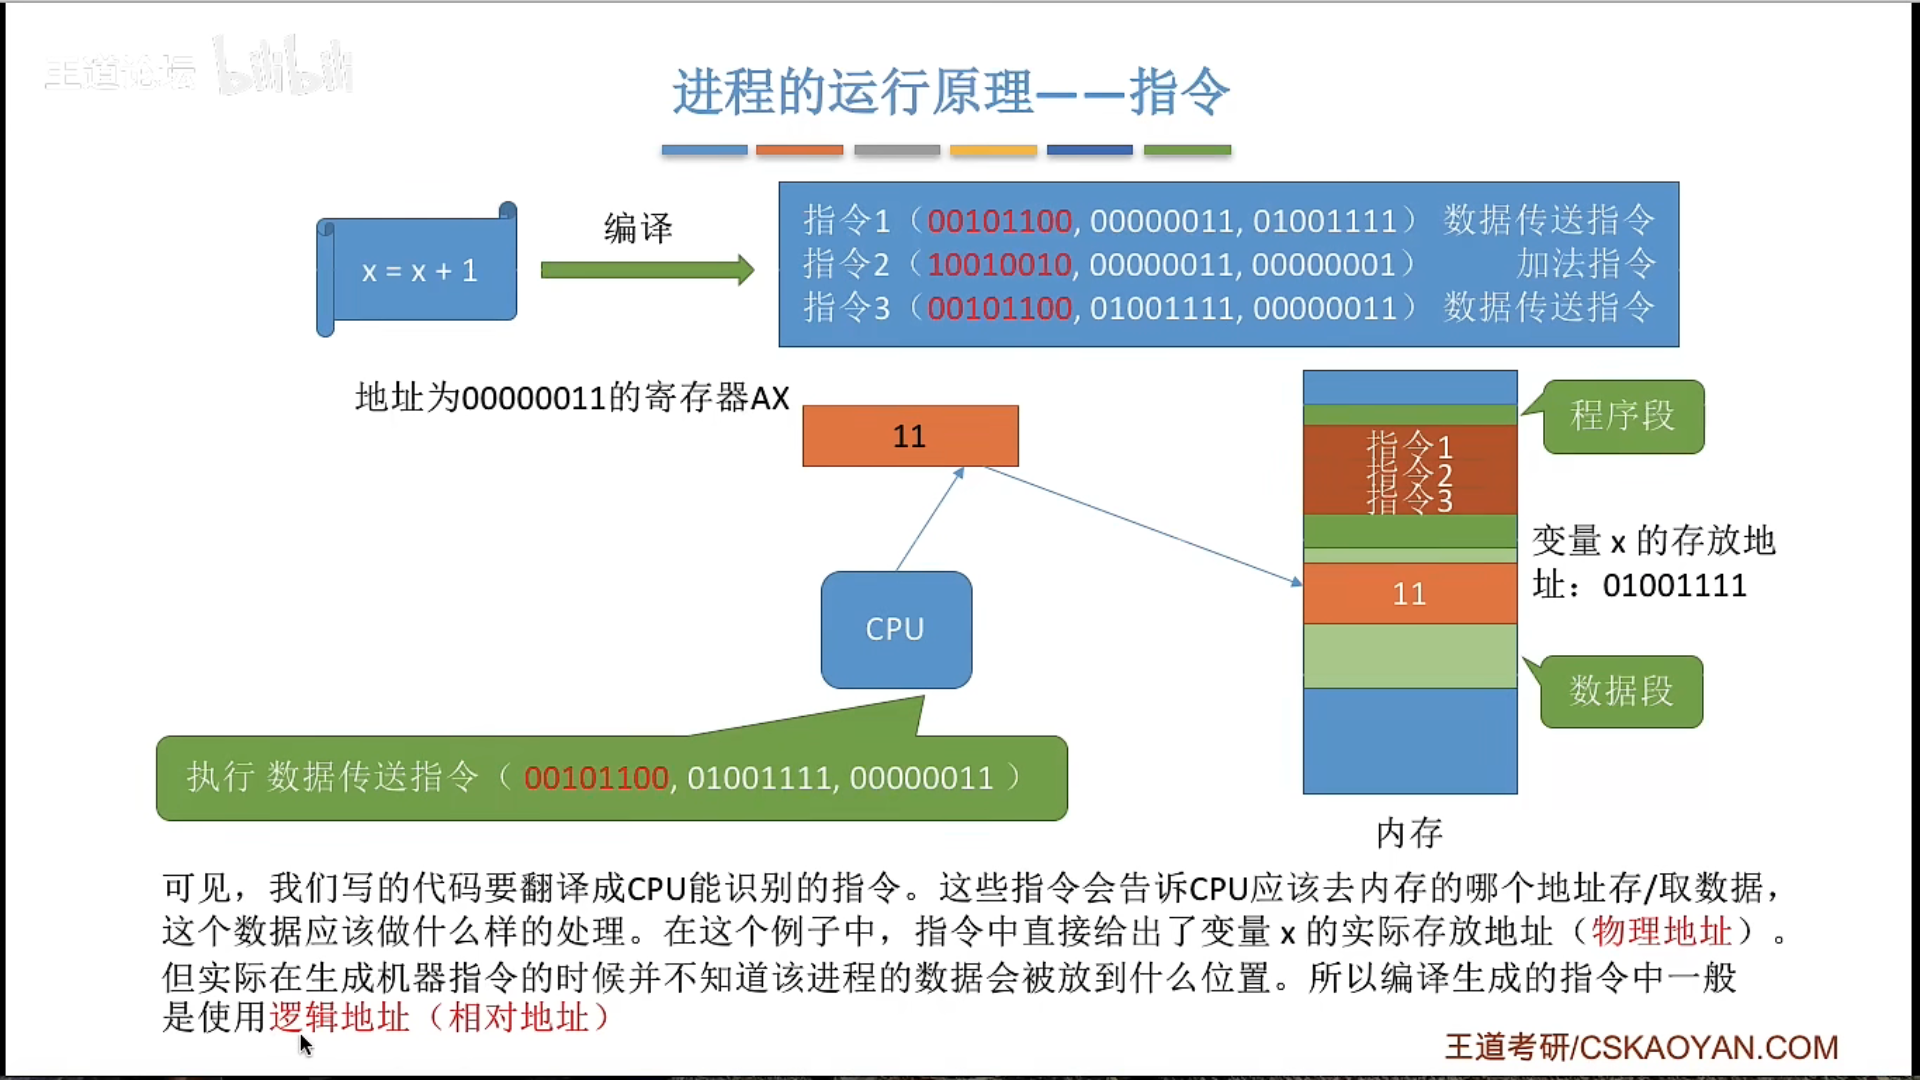 王道论坛 bilibili
进程的运行原理——指令
x = x + 1
编译
指令1（00101100, 00000011, 01001111） 数据传送指令
指令2（10010010, 00000011, 00000001） 加法指令
指令3（00101100, 01001111, 00000011） 数据传送指令
地址为00000011的寄存器AX
11
程序段
指令1
指令2
指令3
变量 x 的存放地
址：01001111
11
CPU
数据段
执行 数据传送指令（ 00101100, 01001111, 00000011 ）
内存
可见，我们写的代码要翻译成CPU能识别的指令。这些指令会告诉CPU应该去内存的哪个地址存/取数据，
这个数据应该做什么样的处理。在这个例子中，指令中直接给出了变量 x 的实际存放地址（物理地址）。
但实际在生成机器指令的时候并不知道该进程的数据会被放到什么位置。所以编译生成的指令中一般
是使用逻辑地址（相对地址）
王道考研/CSKAOYAN.COM